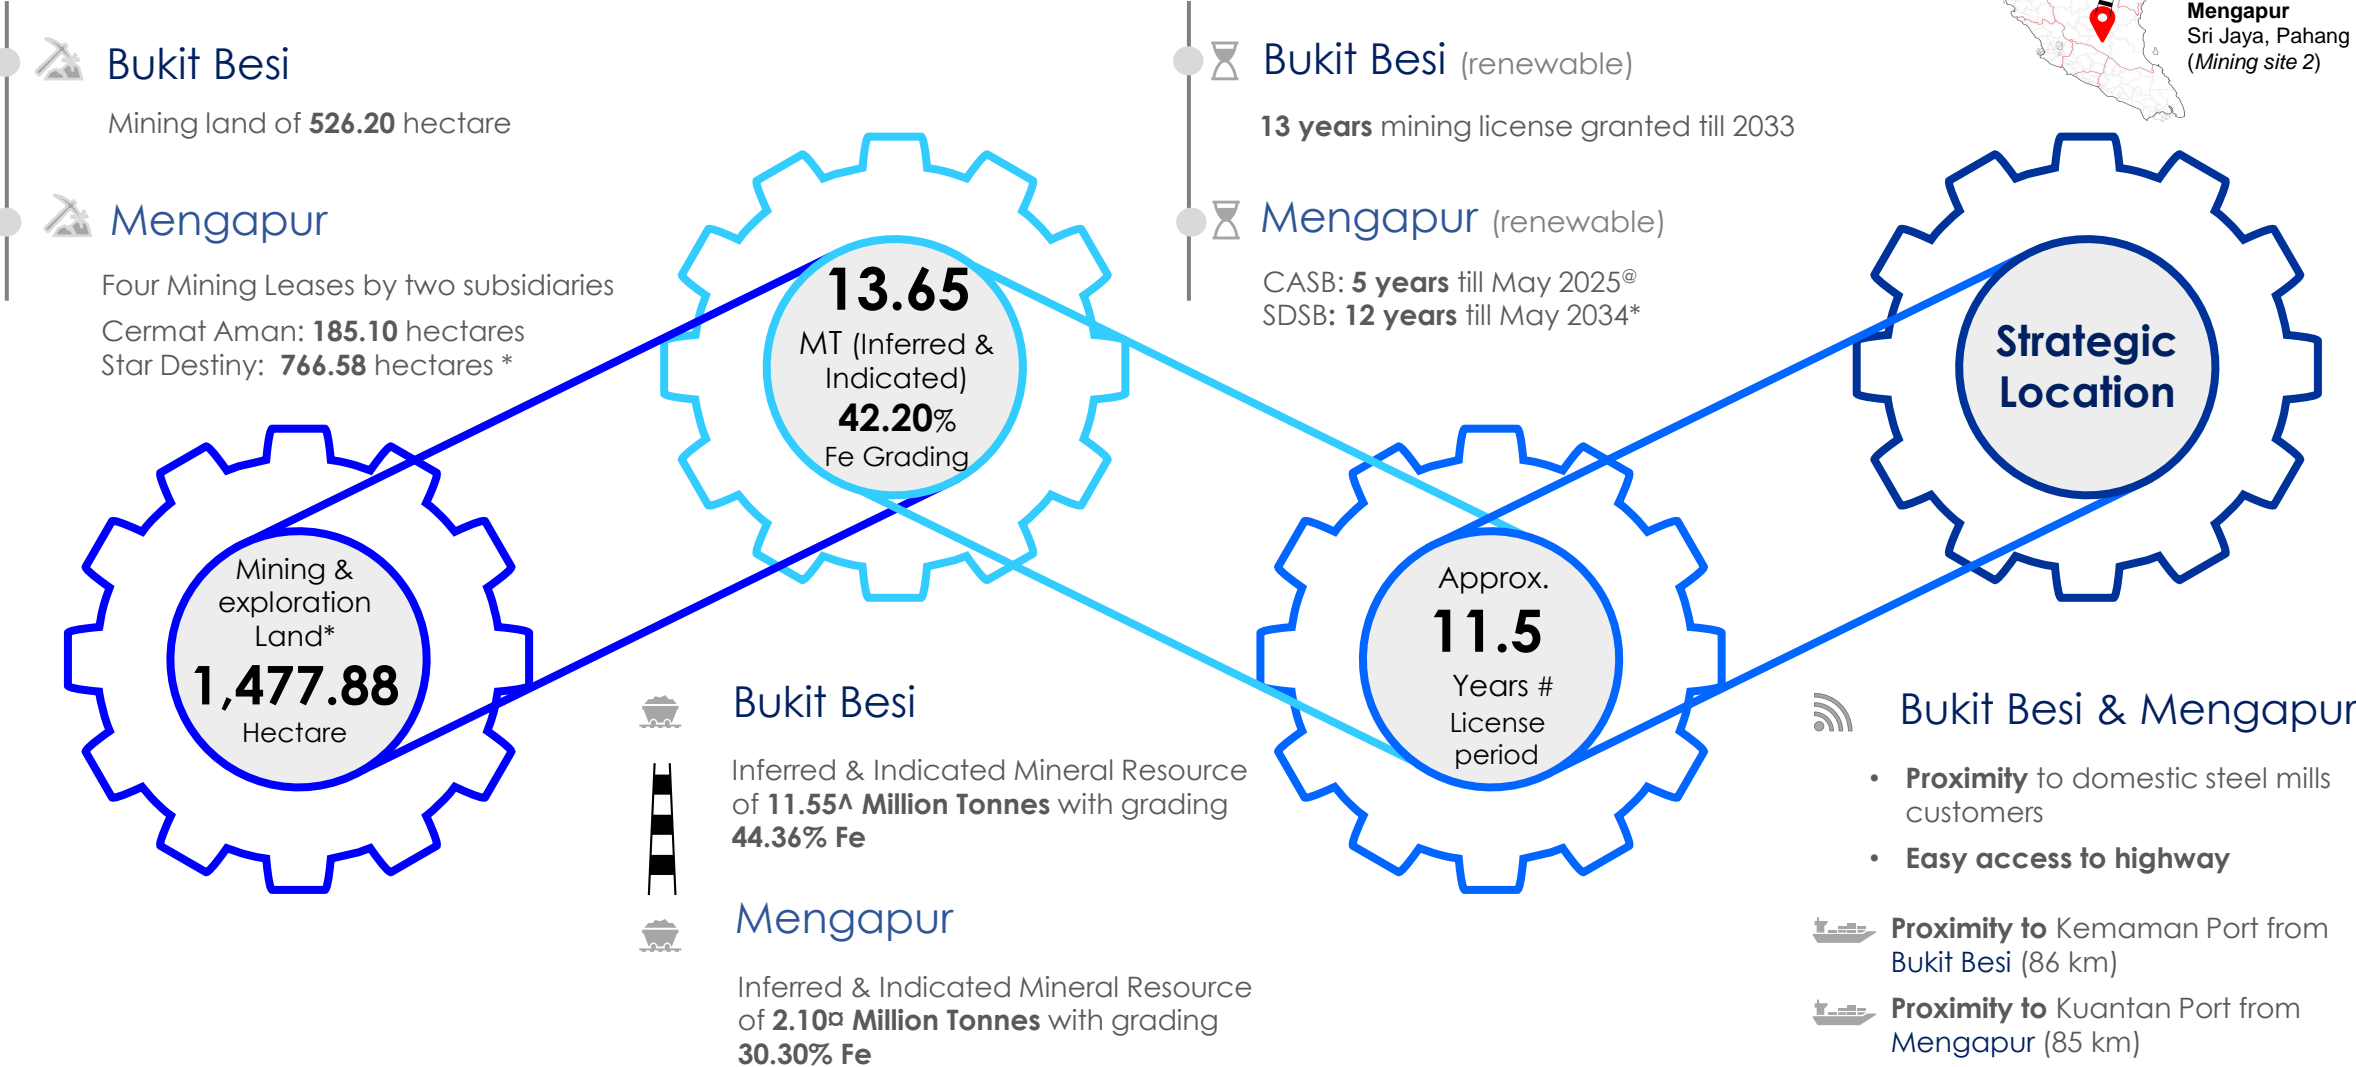 Bukit Besi
Mining land of 526.20 hectare
Mengapur
Four Mining Leases by two subsidiaries
Cermat Aman: 185.10 hectares
Star Destiny: 766.58 hectares *
Mining &
exploration
Land*
1,477.88
Hectare
13.65
MT (Inferred &
Indicated)
42.20%
Fe Grading
Bukit Besi
Inferred & Indicated Mineral Resource
of 11.55^ Million Tonnes with grading
44.36% Fe
Mengapur
Inferred & Indicated Mineral Resource
of 2.10¤ Million Tonnes with grading
30.30% Fe
Bukit Besi (renewable)
13 years mining license granted till 2033
Mengapur (renewable)
CASB: 5 years till May 2025@
SDSB: 12 years till May 2034*
Approx.
11.5
Years #
License
period
Mengapur
Sri Jaya, Pahang
(Mining site 2)
Strategic
Location
Bukit Besi & Mengapur
• Proximity to domestic steel mills
customers
• Easy access to highway
Proximity to Kemaman Port from
Bukit Besi (86 km)
Proximity to Kuantan Port from
Mengapur (85 km)